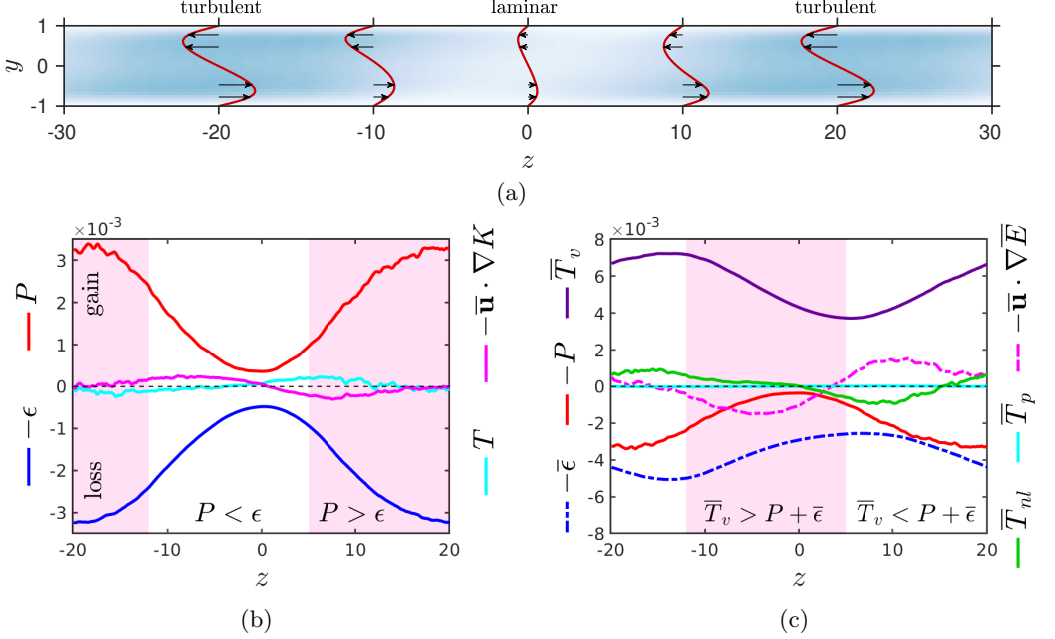 turbulent laminar turbulent
1
y 0
-1
-30 -20 -10 0 10 20 30
z
(a)
×10⁻³
3
2
1
0
-1
-2
-3
-20 -10 0 10 20
z
gain
loss
P < ϵ P > ϵ
−ϵ P
T −ū · ∇K
(b)
×10⁻³
8
6
4
2
0
-2
-4
-6
-8
-20 -10 0 10 20
z
T̅v > P + ϵ̅ T̅v < P + ϵ̅
−ϵ̅ −P T̅v
T̅nl T̅p −ū · ∇E̅
(c)